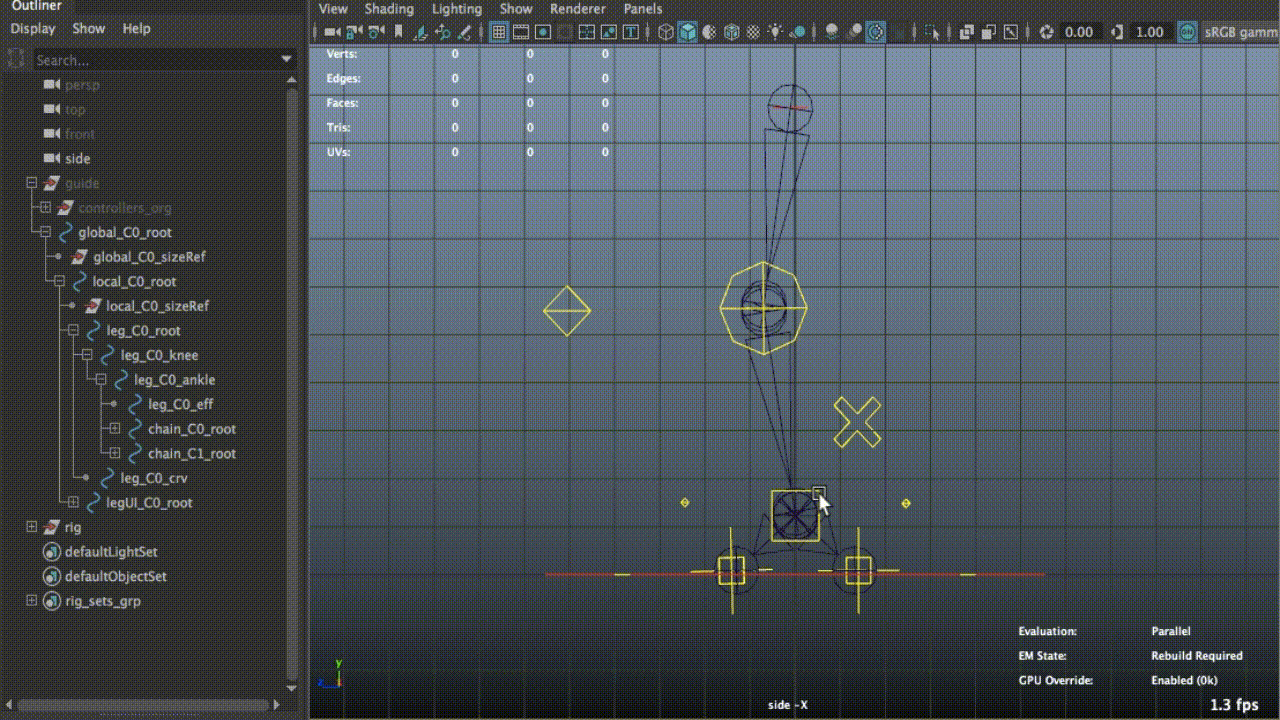 Outliner
Display Show Help
Search...
persp
top
front
side
guide
controllers_org
global_C0_root
global_C0_sizeRef
local_C0_root
local_C0_sizeRef
leg_C0_root
leg_C0_knee
leg_C0_ankle
leg_C0_eff
chain_C0_root
chain_C1_root
leg_C0_crv
legUI_C0_root
rig
defaultLightSet
defaultObjectSet
rig_sets_grp
View Shading Lighting Show Renderer Panels
0.00 1.00 sRGB gamm
Verts: 0 0 0
Edges: 0 0 0
Faces: 0 0 0
Tris: 0 0 0
UVs: 0 0 0
Evaluation: Parallel
EM State: Rebuild Required
GPU Override: Enabled (0k)
y
z
side -X
1.3 fps